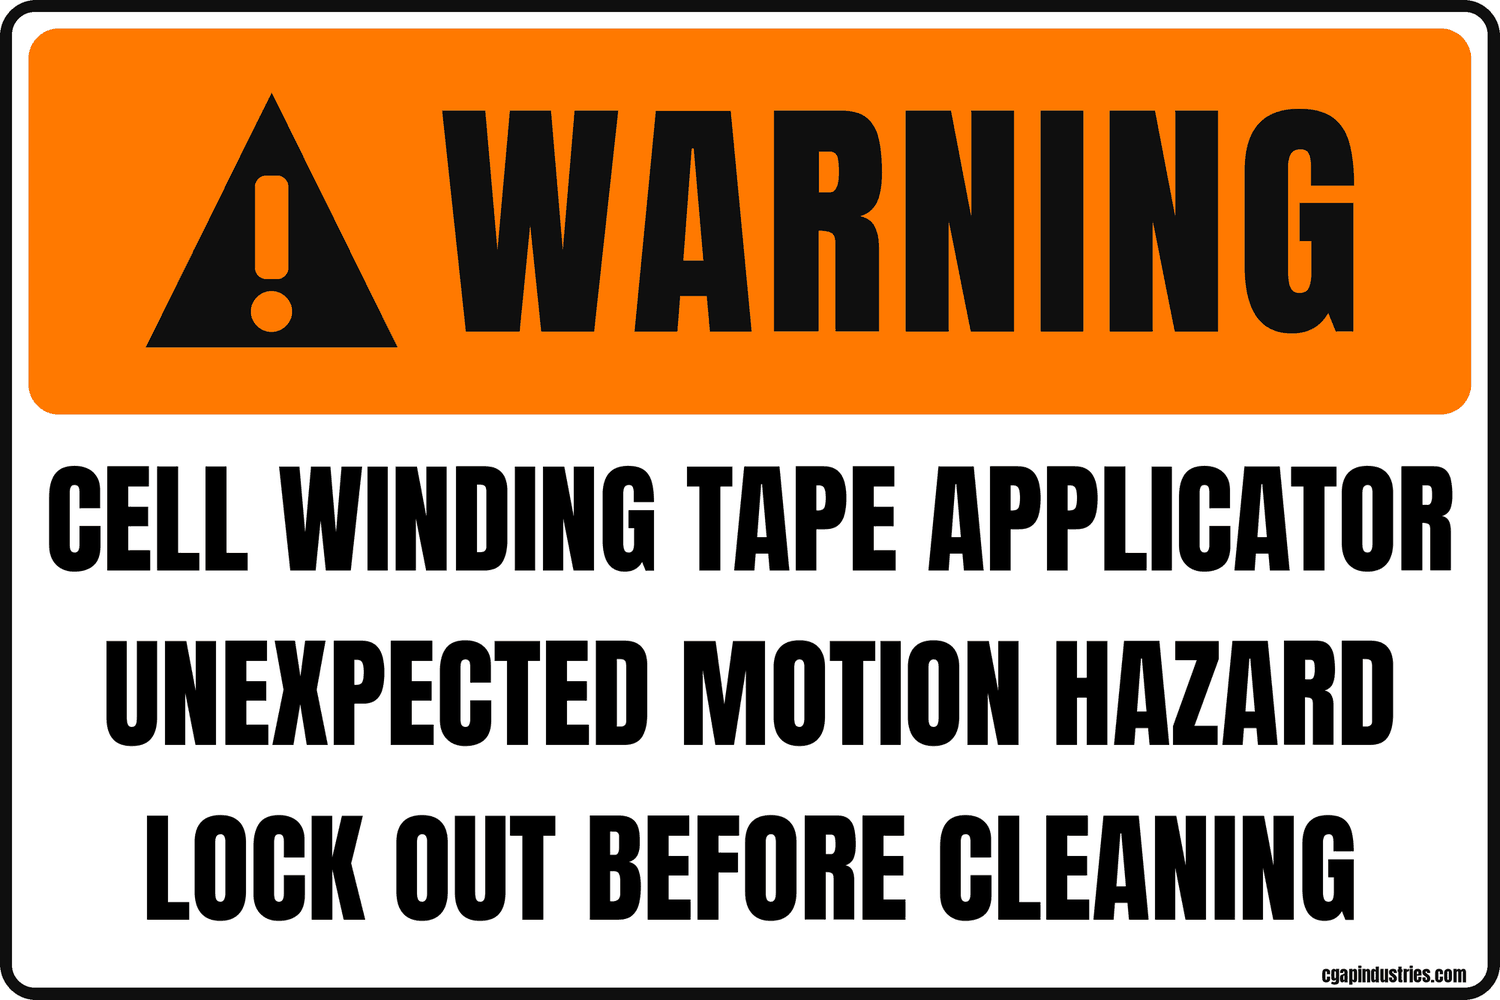 WARNING
CELL WINDING TAPE APPLICATOR
UNEXPECTED MOTION HAZARD
LOCK OUT BEFORE CLEANING
cgapindustries.com